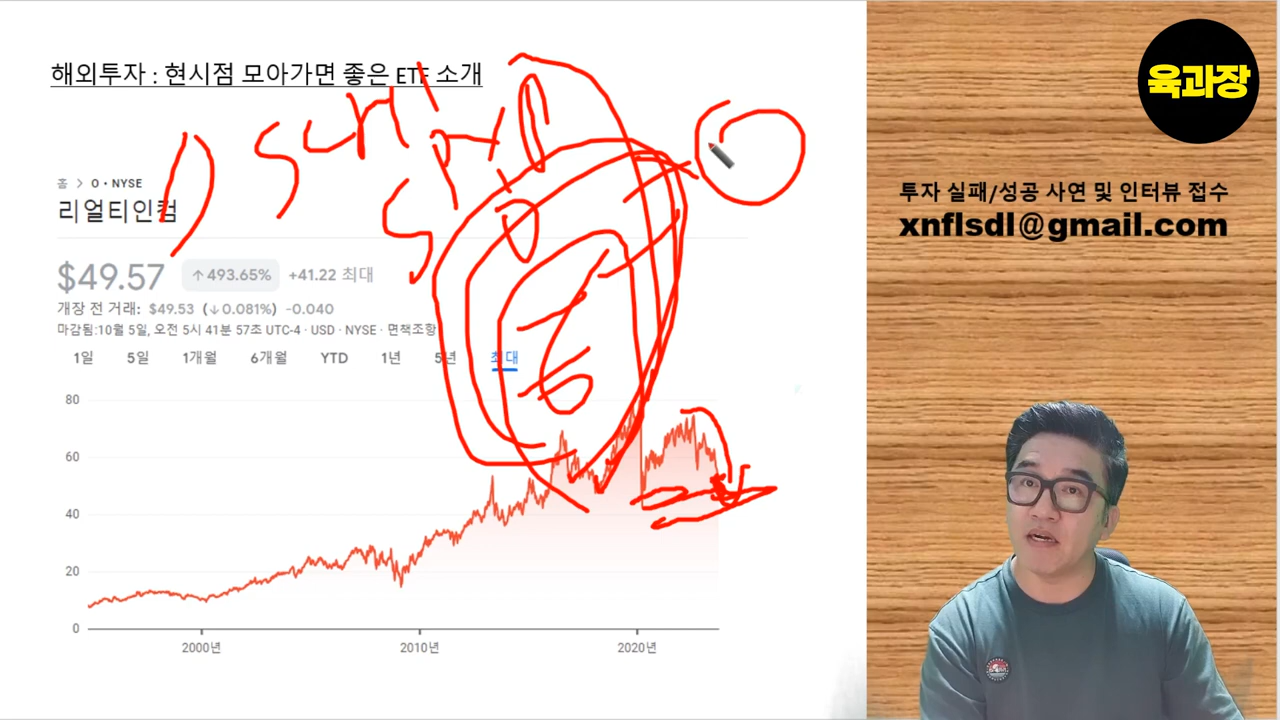 해외투자 : 현시점 모아가면 좋은 ETF 소개
1) SCHD
SPYD
홈 > O • NYSE
리얼티인컴
$49.57 ↑493.65% +41.22 최대
개장 전 거래: $49.53 (↓0.081%) -0.040
마감됨:10월 5일, 오전 5시 41분 57초 UTC-4 · USD · NYSE · 면책조항
1일 5일 1개월 6개월 YTD 1년 5년 최대
80
60
40
20
0
2000년 2010년 2020년
육과장
투자 실패/성공 사연 및 인터뷰 접수
xnflsdl@gmail.com